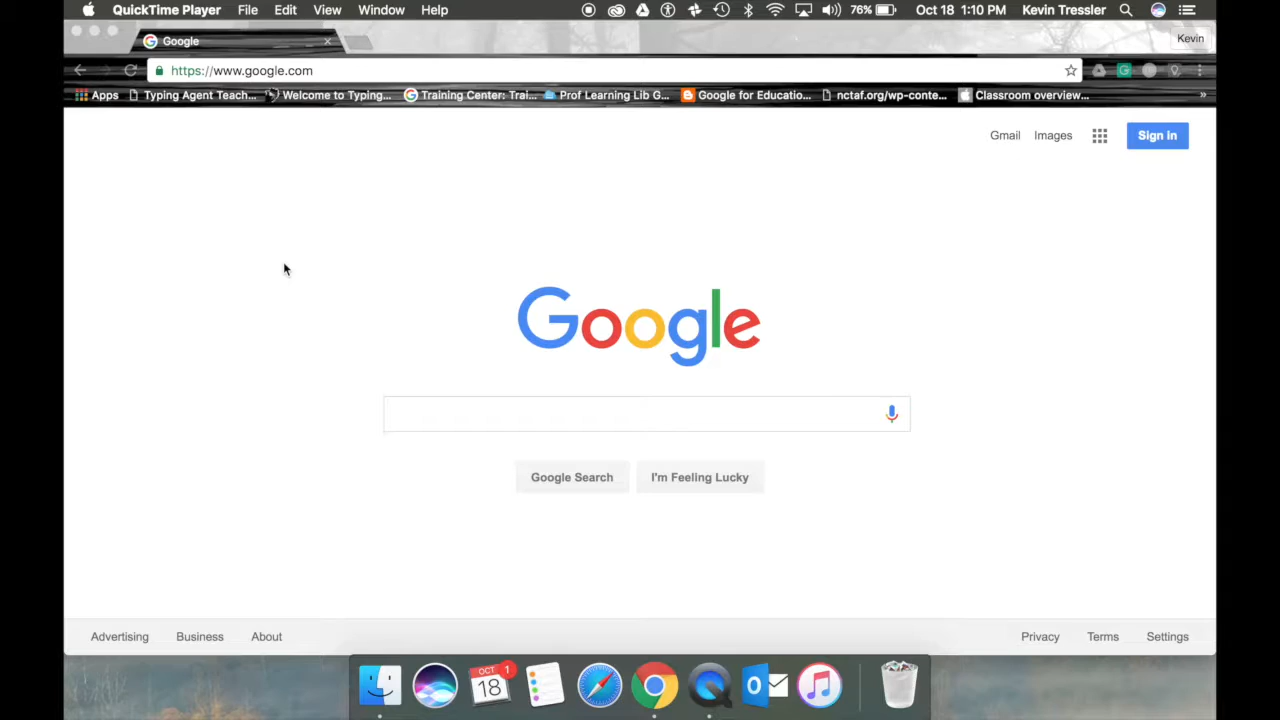 QuickTime Player File Edit View Window Help 76% Oct 18 1:10 PM Kevin Tressler
Google
Kevin
https://www.google.com
Apps Typing Agent Teach... Welcome to Typing... Training Center: Trai... Prof Learning Lib G... Google for Educatio... nctaf.org/wp-conte... Classroom overview... »
Gmail Images Sign in
Google
Google Search I'm Feeling Lucky
Advertising Business About Privacy Terms Settings
OCT 1
18